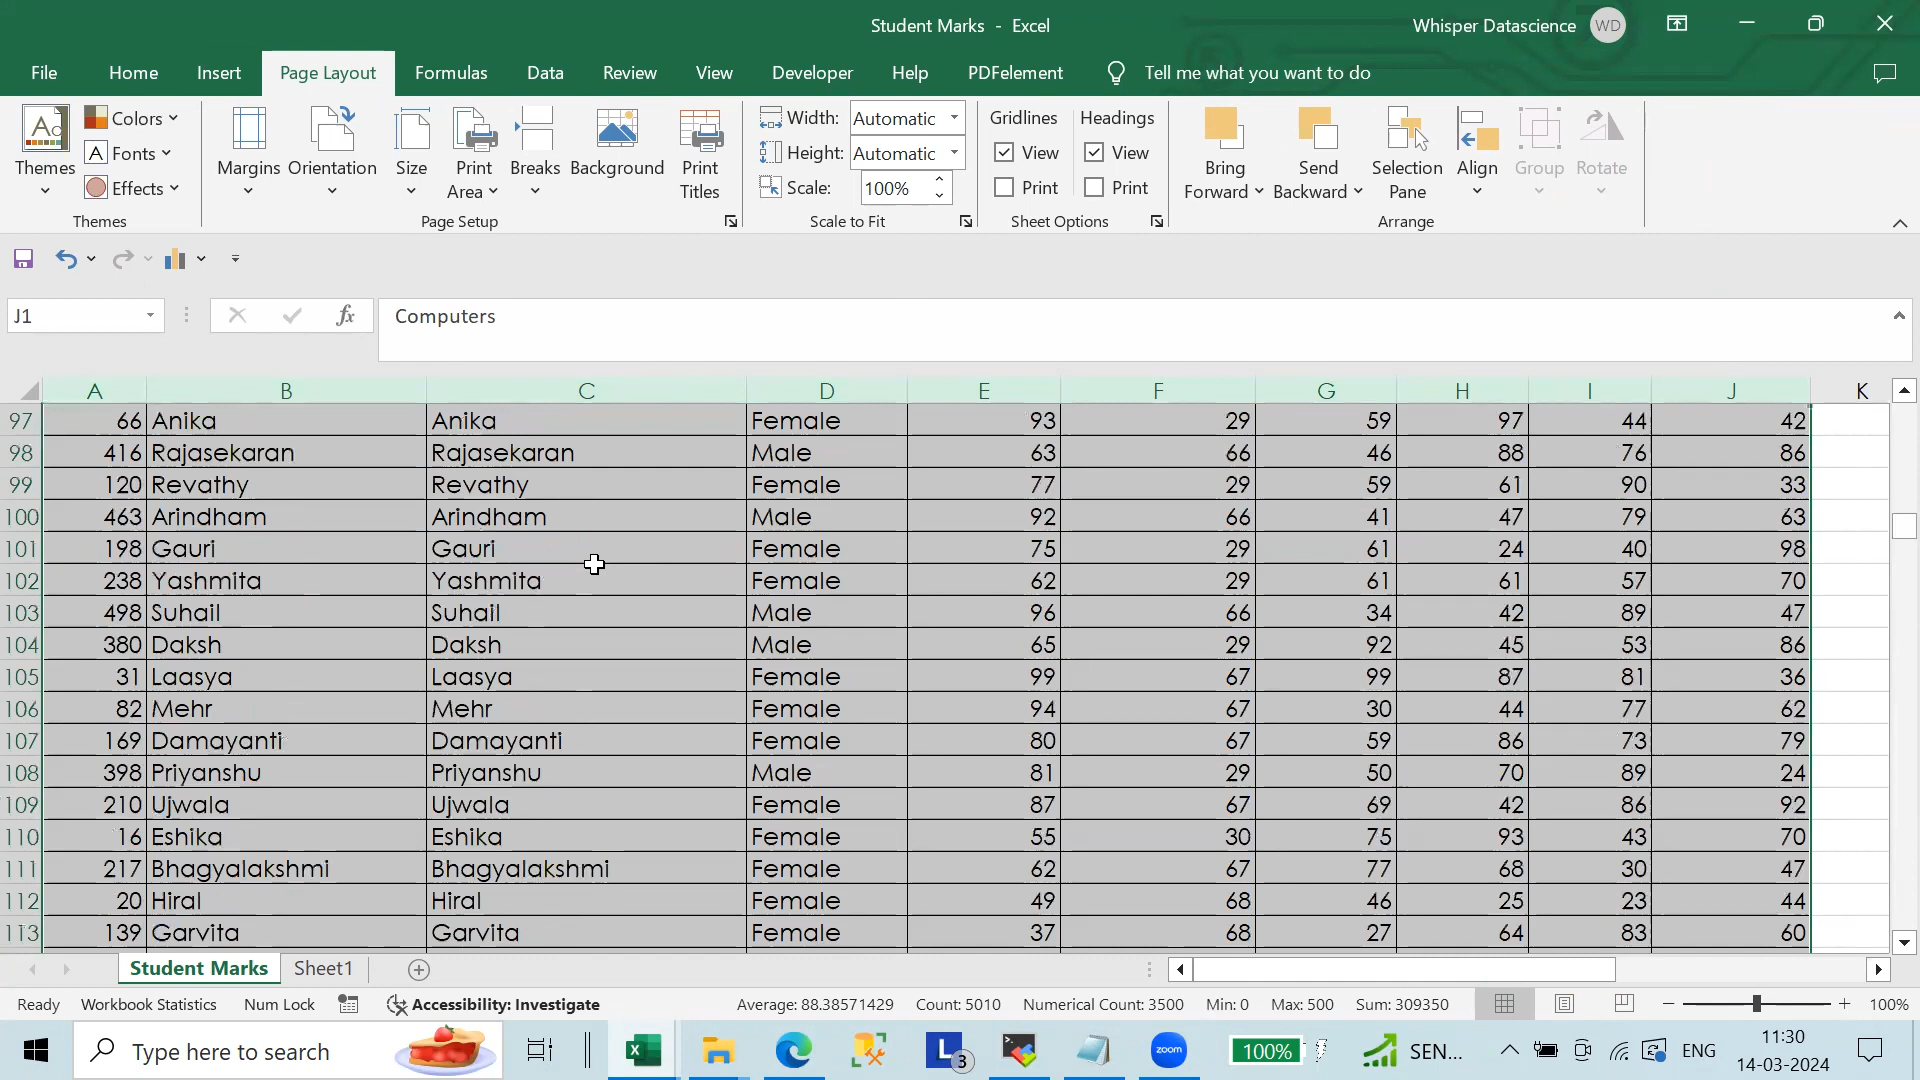 Student Marks - Excel
Whisper Datascience WD
File Home Insert Page Layout Formulas Data Review View Developer Help PDFelement Tell me what you want to do
Themes Colors Fonts Effects
Themes
Margins Orientation Size Print Area Breaks Background Print Titles
Page Setup
Width: Automatic
Height: Automatic
Scale: 100%
Scale to Fit
Gridlines Headings
View View
Print Print
Sheet Options
Bring Forward Send Backward Selection Pane Align Group Rotate
Arrange
J1 fx Computers
A B C D E F G H I J K
97 66 Anika Anika Female 93 29 59 97 44 42
98 416 Rajasekaran Rajasekaran Male 63 66 46 88 76 86
99 120 Revathy Revathy Female 77 29 59 61 90 33
100 463 Arindham Arindham Male 92 66 41 47 79 63
101 198 Gauri Gauri Female 75 29 61 24 40 98
102 238 Yashmita Yashmita Female 62 29 61 61 57 70
103 498 Suhail Suhail Male 96 66 34 42 89 47
104 380 Daksh Daksh Male 65 29 92 45 53 86
105 31 Laasya Laasya Female 99 67 99 87 81 36
106 82 Mehr Mehr Female 94 67 30 44 77 62
107 169 Damayanti Damayanti Female 80 67 59 86 73 79
108 398 Priyanshu Priyanshu Male 81 29 50 70 89 24
109 210 Ujwala Ujwala Female 87 67 69 42 86 92
110 16 Eshika Eshika Female 55 30 75 93 43 70
111 217 Bhagyalakshmi Bhagyalakshmi Female 62 67 77 68 30 47
112 20 Hiral Hiral Female 49 68 46 25 23 44
113 139 Garvita Garvita Female 37 68 27 64 83 60
Student Marks Sheet1
Ready Workbook Statistics Num Lock Accessibility: Investigate Average: 88.38571429 Count: 5010 Numerical Count: 3500 Min: 0 Max: 500 Sum: 309350 100%
Type here to search L 3 zoom 100% SEN... ENG 11:30
14-03-2024